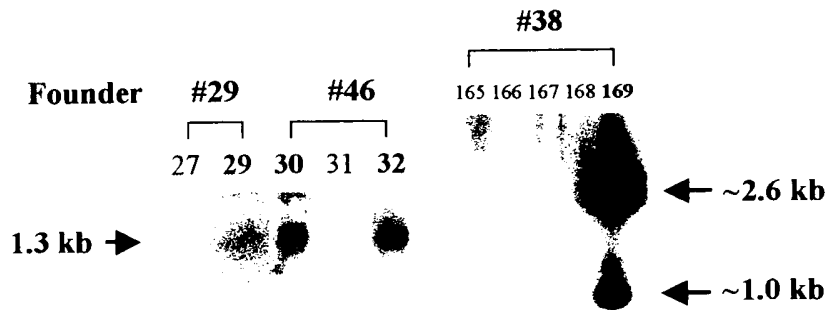 #38
Founder #29 #46
165 166 167 168 169
27 29 30 31 32
~2.6 kb
1.3 kb
~1.0 kb